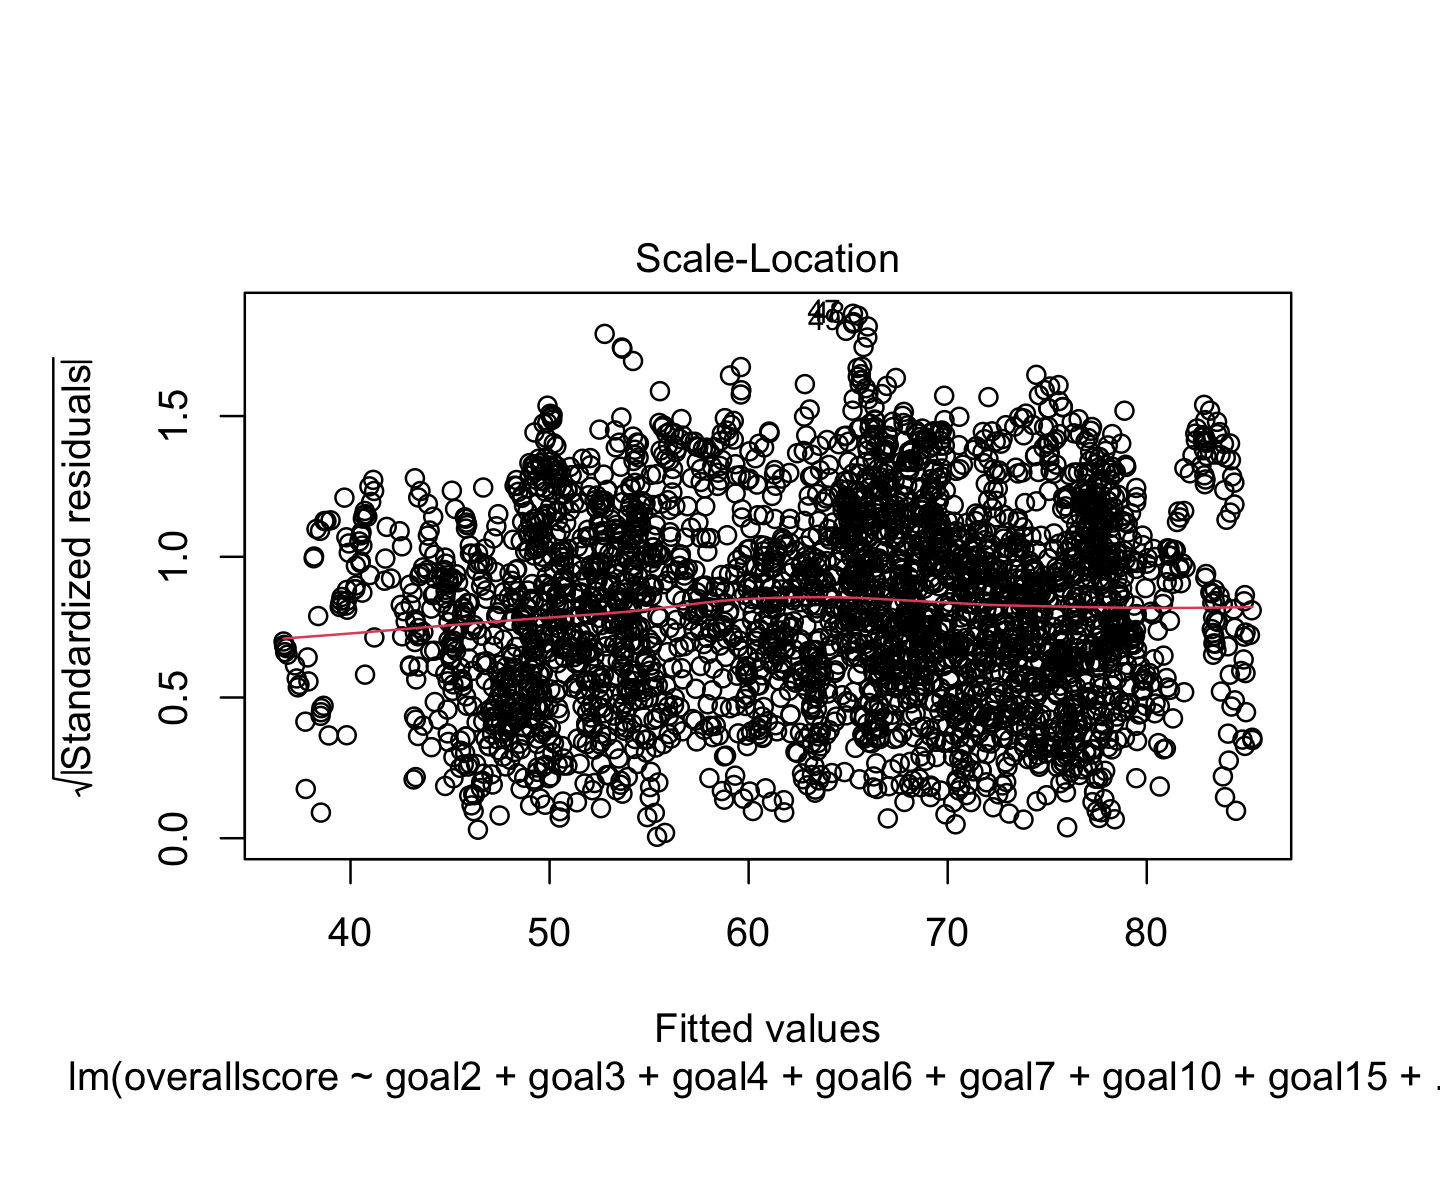 Scale-Location
√|Standardized residuals|
1.5
1.0
0.5
0.0
40 50 60 70 80
Fitted values
lm(overallscore ~ goal2 + goal3 + goal4 + goal6 + goal7 + goal10 + goal15 + .